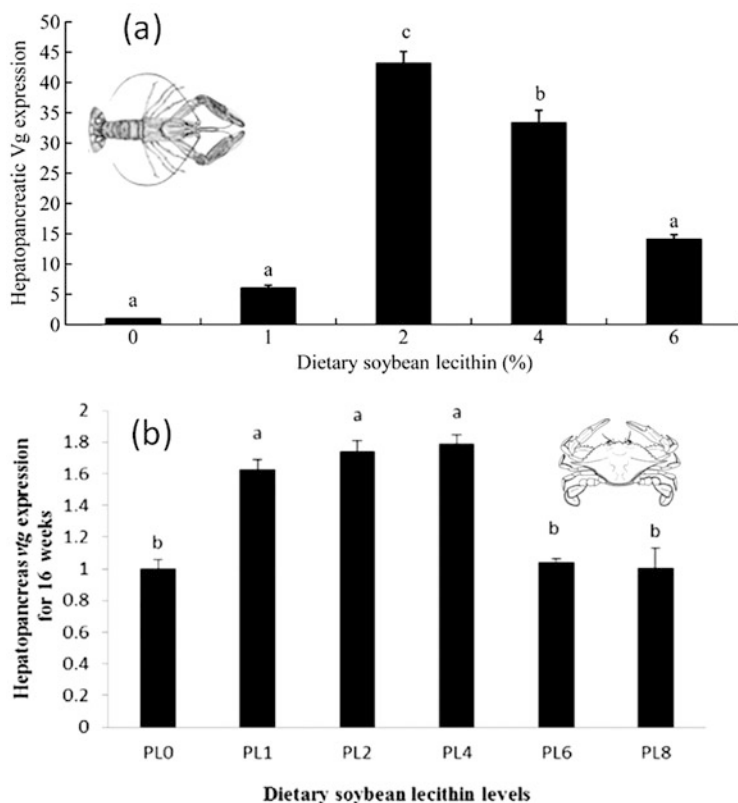 (a)
Hepatopancreatic Vg expression
50
45
40
35
30
25
20
15
10
5
0
a
a
c
b
a
0 1 2 4 6
Dietary soybean lecithin (%)
(b)
Hepatopancreas vtg expression
for 16 weeks
2
1.8
1.6
1.4
1.2
1
0.8
0.6
0.4
0.2
0
b
a
a
a
b
b
PL0 PL1 PL2 PL4 PL6 PL8
Dietary soybean lecithin levels